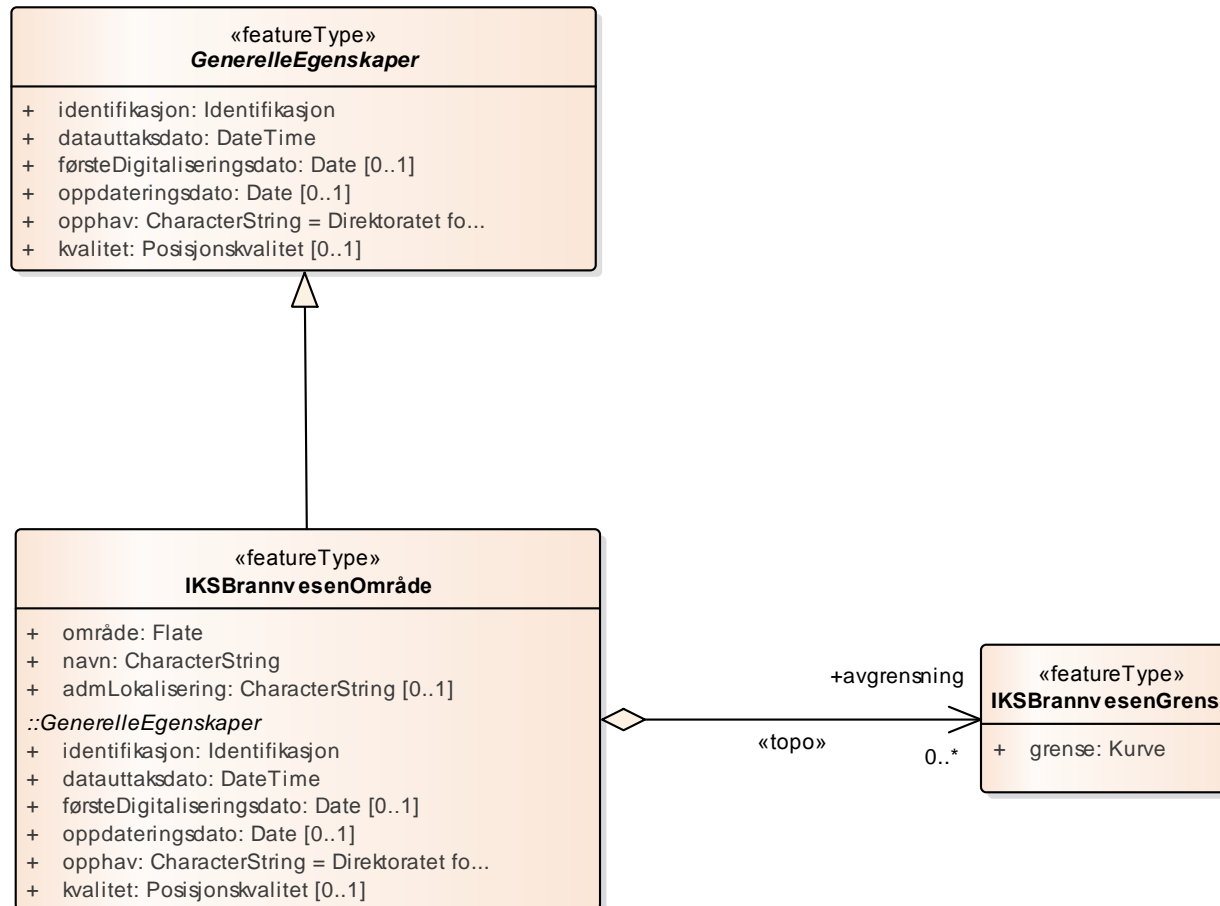 «featureType»
GenerelleEgenskaper
+ identifikasjon: Identifikasjon
+ datauttaksdato: DateTime
+ førsteDigitaliseringsdato: Date [0..1]
+ oppdateringsdato: Date [0..1]
+ opphav: CharacterString = Direktoratet fo...
+ kvalitet: Posisjonskvalitet [0..1]
«featureType»
IKSBrannvesenOmråde
+ område: Flate
+ navn: CharacterString
+ admLokalisering: CharacterString [0..1]
::GenerelleEgenskaper
+ identifikasjon: Identifikasjon
+ datauttaksdato: DateTime
+ førsteDigitaliseringsdato: Date [0..1]
+ oppdateringsdato: Date [0..1]
+ opphav: CharacterString = Direktoratet fo...
+ kvalitet: Posisjonskvalitet [0..1]
+avgrensning
«topo»
0..*
«featureType»
IKSBrannvesenGrens
+ grense: Kurve